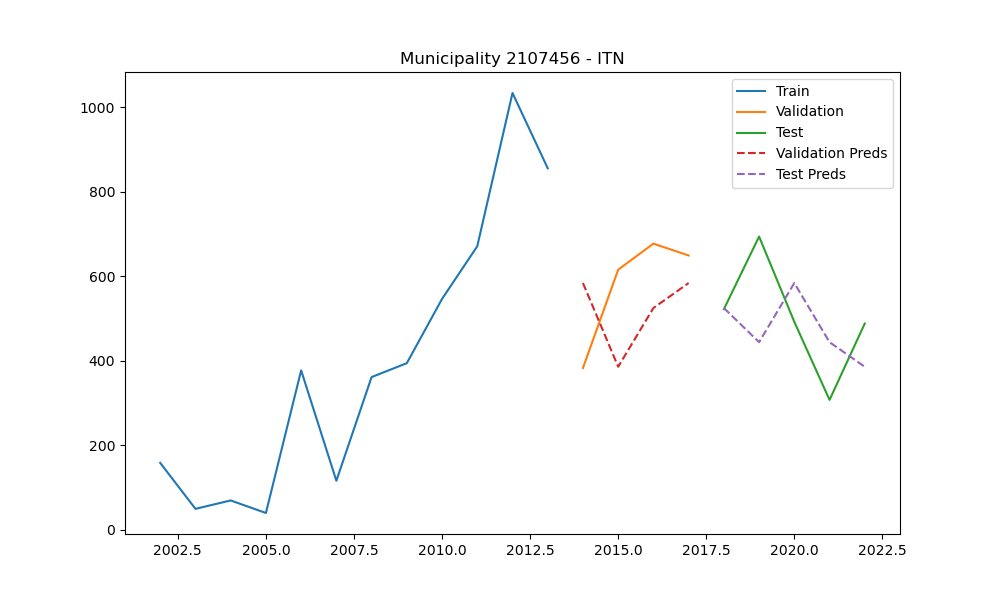 Municipality 2107456 - ITN
Train
Validation
Test
Validation Preds
Test Preds
1000
800
600
400
200
0
2002.5 2005.0 2007.5 2010.0 2012.5 2015.0 2017.5 2020.0 2022.5